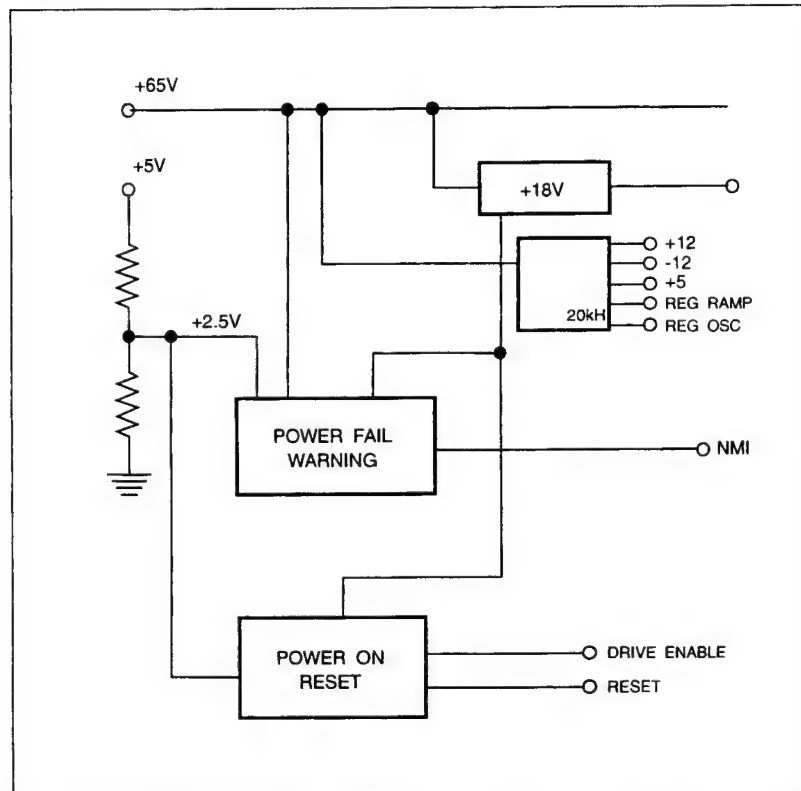 +65V
+5V
+18V
+12
-12
+5
REG RAMP
20kH
REG OSC
+2.5V
POWER FAIL
WARNING
NMI
POWER ON
RESET
DRIVE ENABLE
RESET